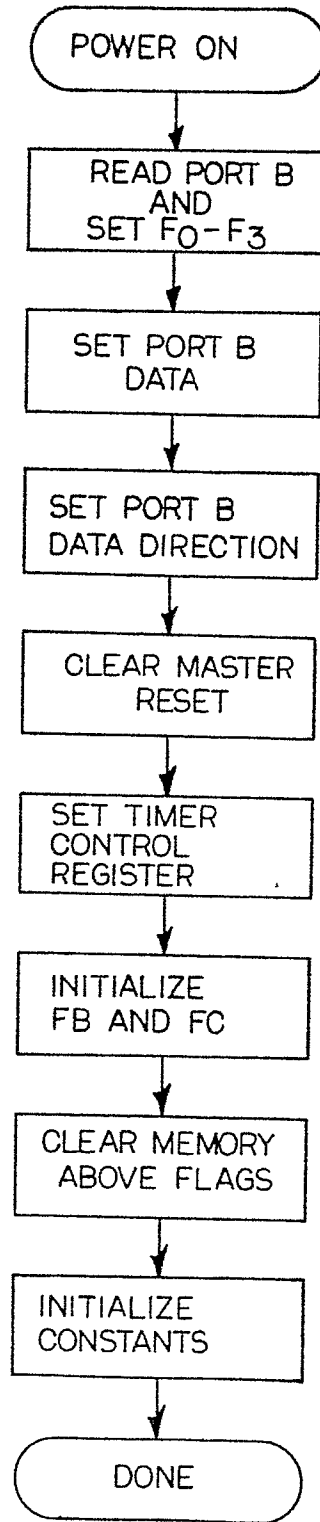 POWER ON
READ PORT B
AND
SET F0-F3
SET PORT B
DATA
SET PORT B
DATA DIRECTION
CLEAR MASTER
RESET
SET TIMER
CONTROL
REGISTER
INITIALIZE
FB AND FC
CLEAR MEMORY
ABOVE FLAGS
INITIALIZE
CONSTANTS
DONE